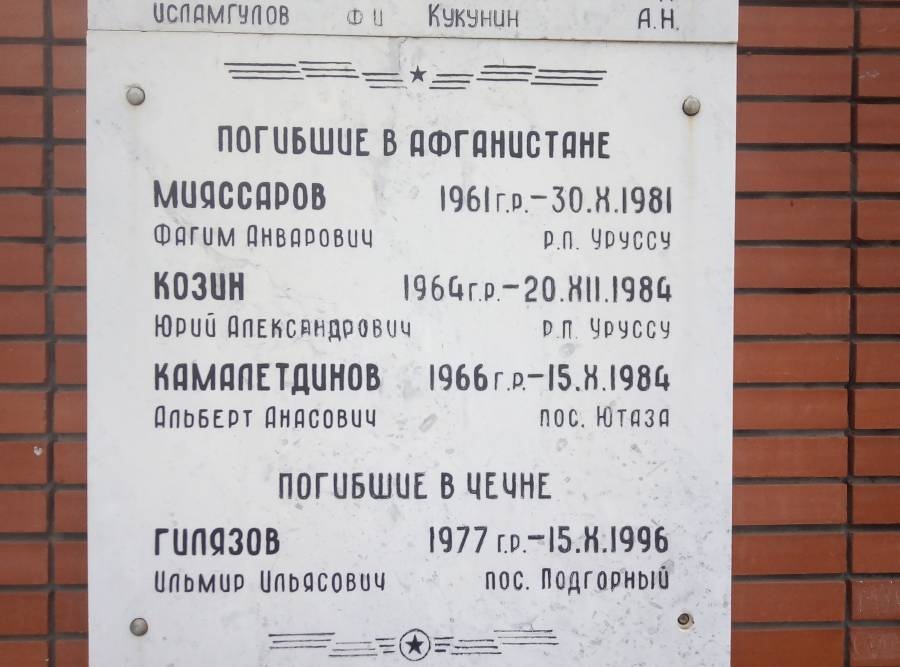 Исламгулов Ф И Кукунин А.Н.
ПОГИБШИЕ В АФГАНИСТАНЕ
МИЯССАРОВ 1961 г.р.–30.X.1981
Фагим Анварович р.п. Уруссу
КОЗИН 1964 г.р.–20.XII.1984
Юрий Александрович р.п. Уруссу
КАМАЛЕТДИНОВ 1966 г.р.–15.X.1984
Альберт Анасович пос. Ютаза
ПОГИБШИЕ В ЧЕЧНЕ
ГИЛЯЗОВ 1977 г.р.–15.X.1996
Ильмир Ильясович пос. Подгорный